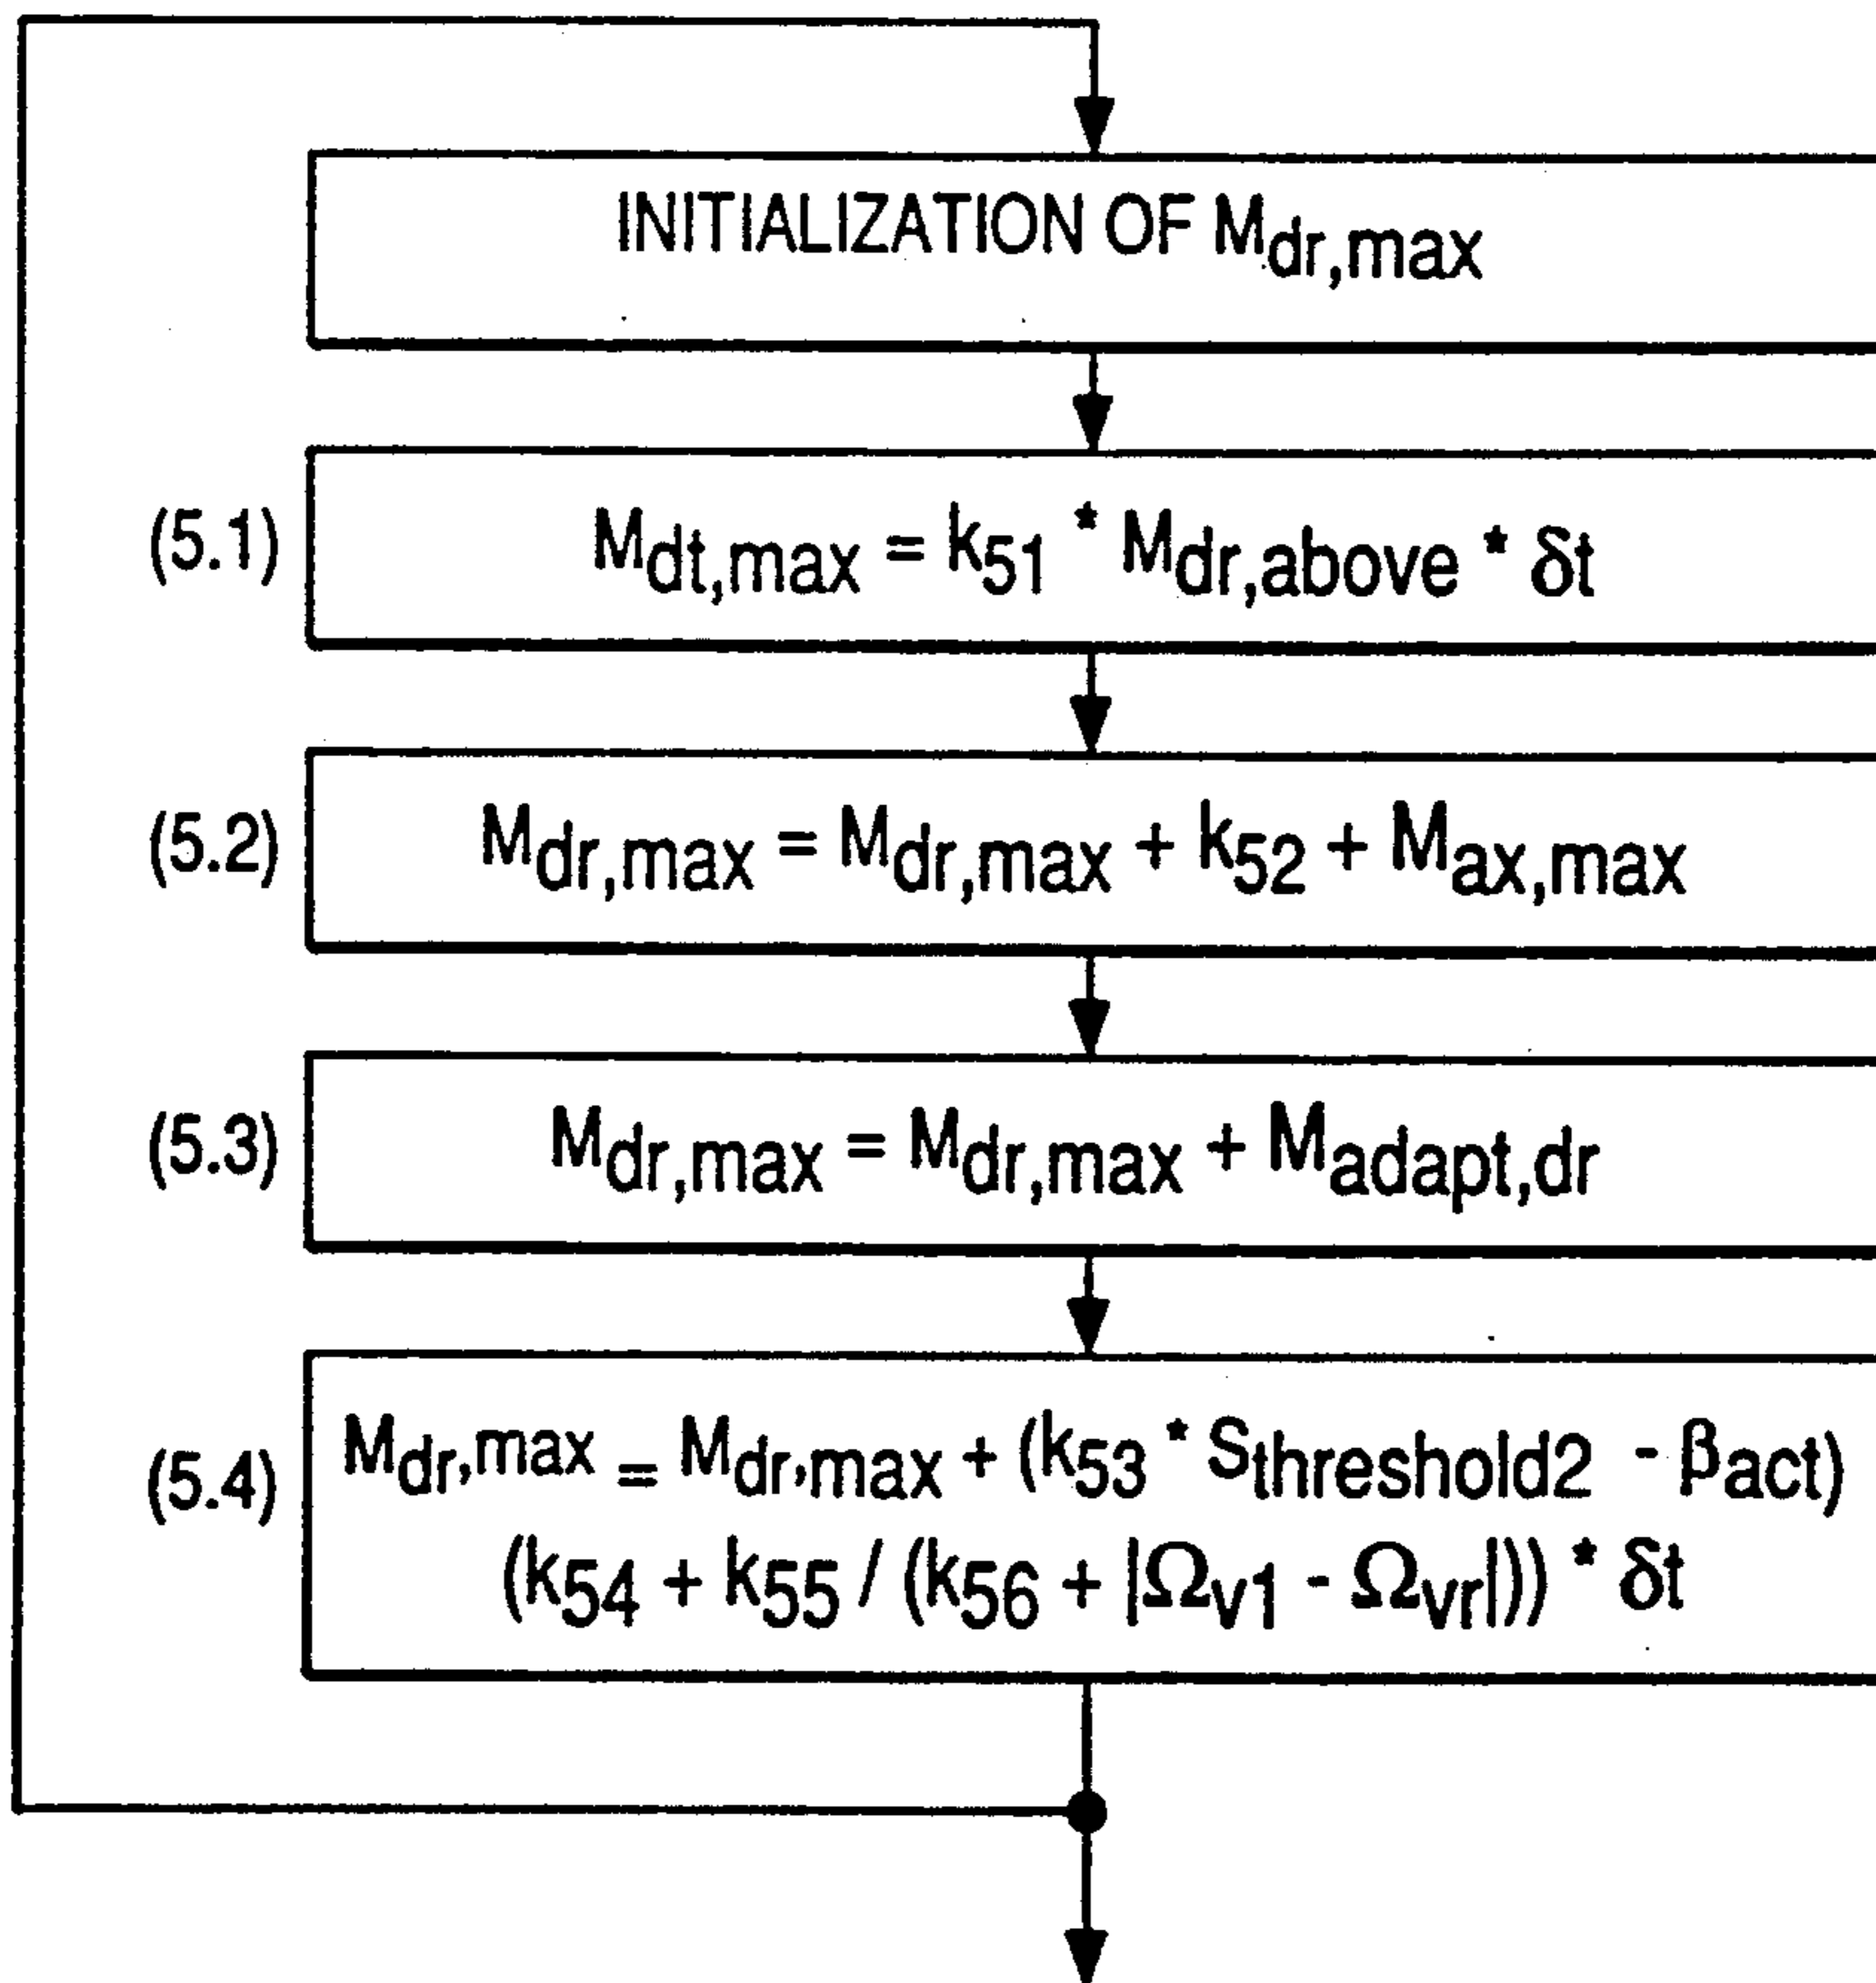 INITIALIZATION OF Mdr,max
(5.1) Mdt,max = k51 * Mdr,above * δt
(5.2) Mdr,max = Mdr,max + k52 + Max,max
(5.3) Mdr,max = Mdr,max + Madapt,dr
(5.4) Mdr,max = Mdr,max + (k53 * Sthreshold2 - βact)
(k54 + k55 / (k56 + |Ωv1 - Ωvr|)) * δt